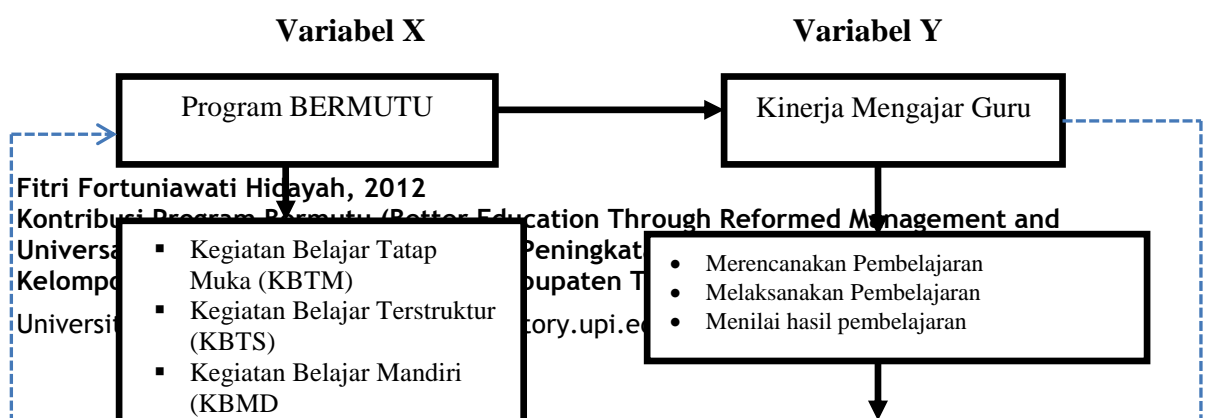 Variabel X
Variabel Y
Program BERMUTU
Kinerja Mengajar Guru
Fitri Fortuniawati Hidayah, 2012
Kontribusi Program Bermutu (Better Education Through Reformed Management and
▪ Kegiatan Belajar Tatap
Muka (KBTM)
▪ Kegiatan Belajar Terstruktur
(KBTS)
▪ Kegiatan Belajar Mandiri
(KBMD
• Merencanakan Pembelajaran
• Melaksanakan Pembelajaran
• Menilai hasil pembelajaran